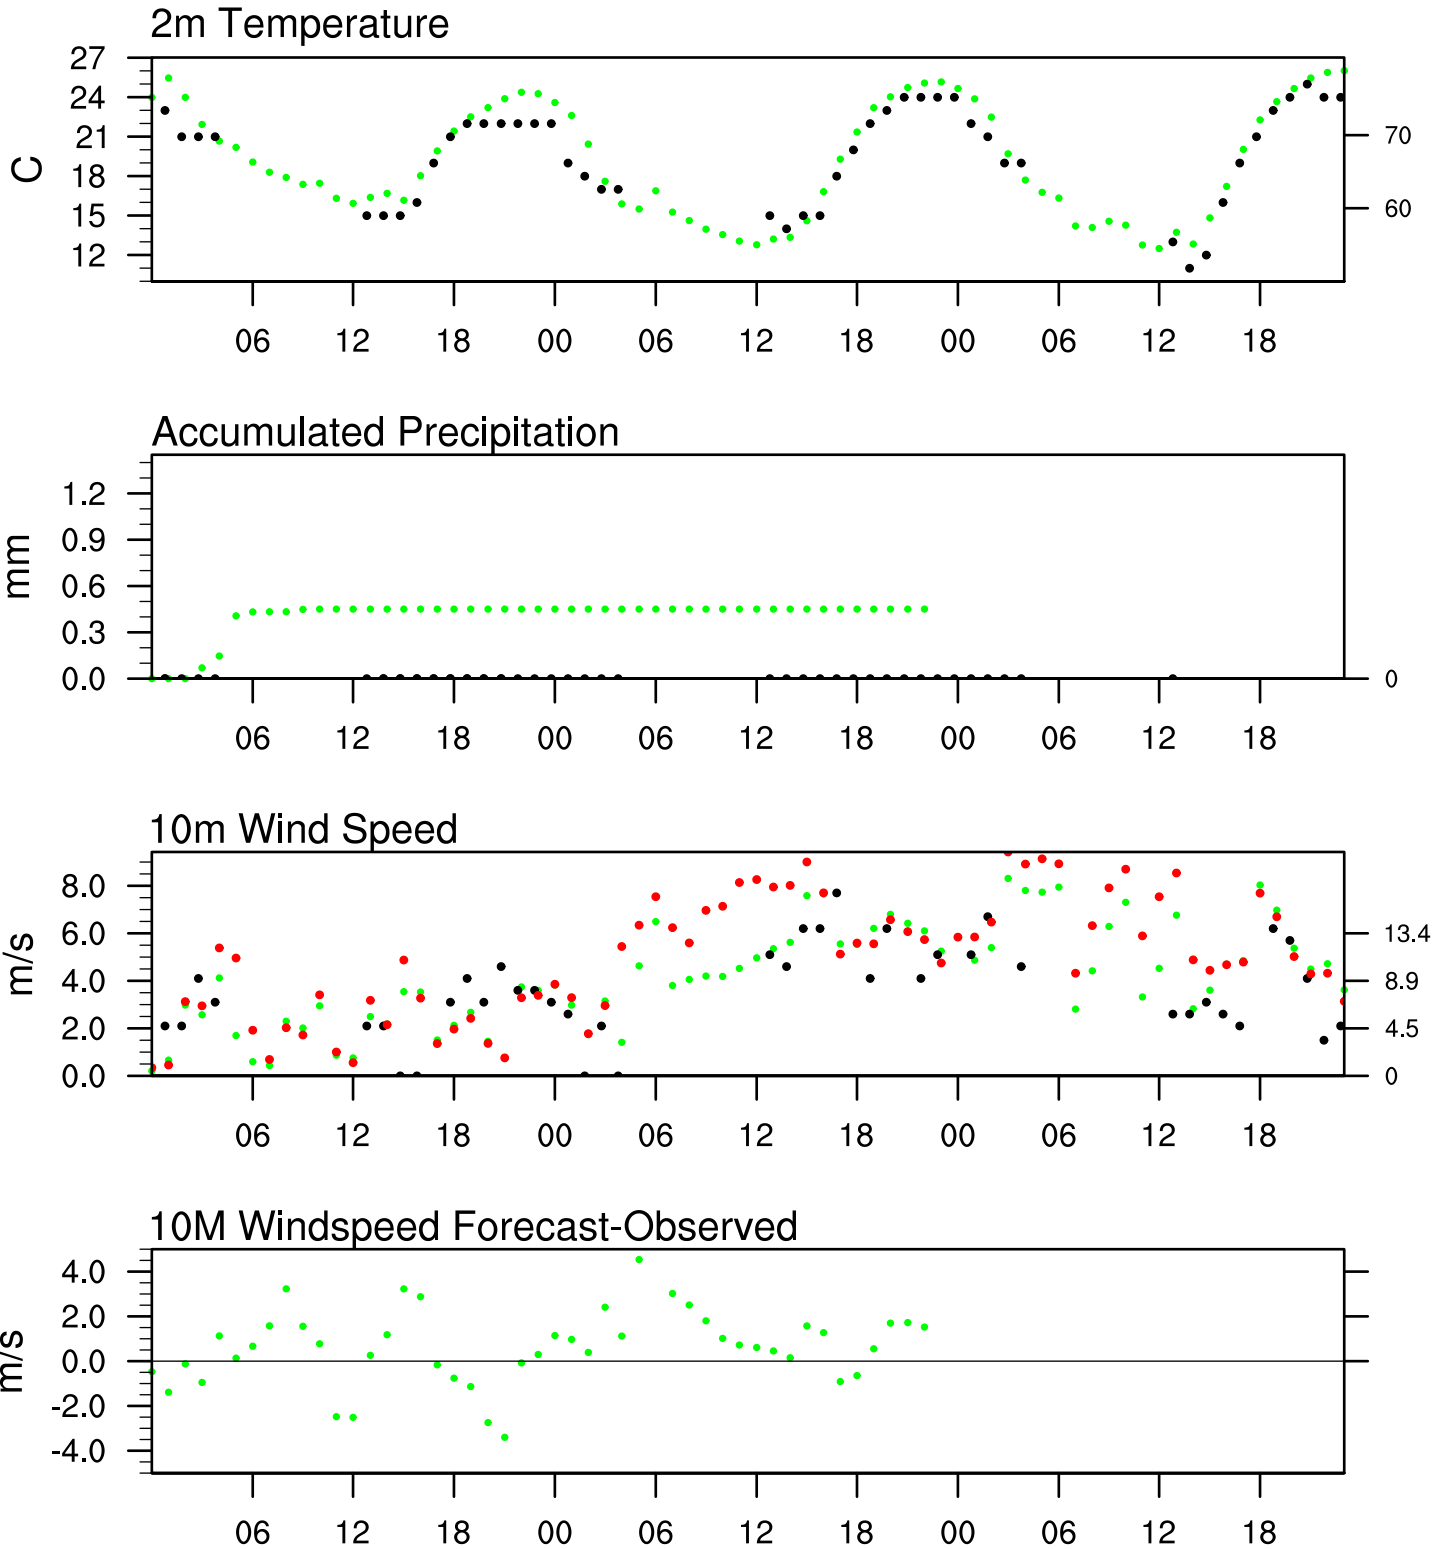 2m Temperature
27
24
21
18
15
12
C
70
60
06 12 18 00 06 12 18 00 06 12 18
Accumulated Precipitation
1.2
0.9
0.6
0.3
0.0
mm
0
06 12 18 00 06 12 18 00 06 12 18
10m Wind Speed
8.0
6.0
4.0
2.0
0.0
m/s
13.4
8.9
4.5
0
06 12 18 00 06 12 18 00 06 12 18
10M Windspeed Forecast-Observed
4.0
2.0
0.0
-2.0
-4.0
m/s
06 12 18 00 06 12 18 00 06 12 18